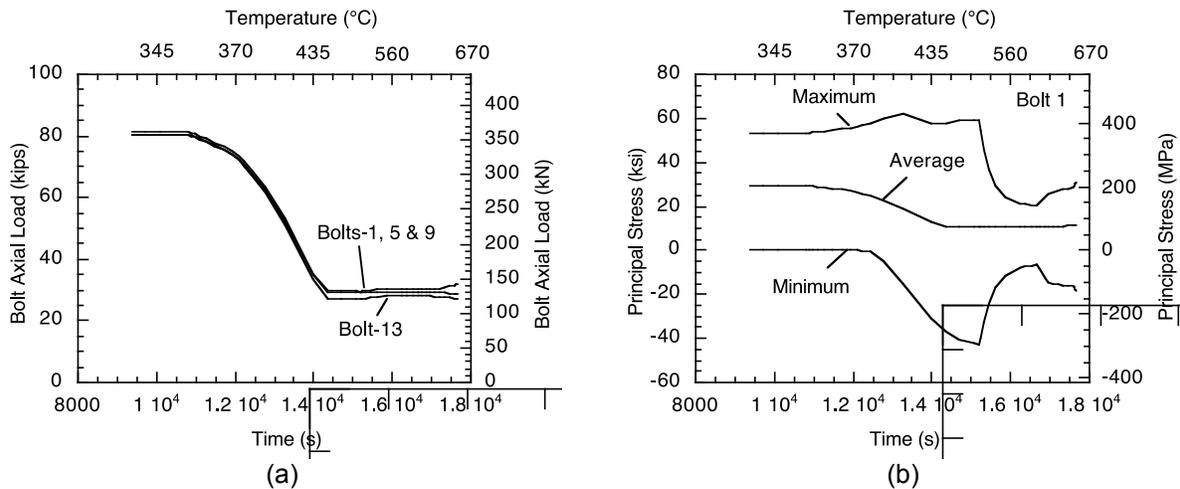 Temperature (°C)
345 370 435 560 670
100
80
60
40
20
0
Bolt Axial Load (kips)
400
350
300
250
200
150
100
50
0
Bolt Axial Load (kN)
Bolts-1, 5 & 9
Bolt-13
8000 1 10⁴ 1.2 10⁴ 1.4 10⁴ 1.6 10⁴ 1.8 10⁴
Time (s)
(a)
Temperature (°C)
345 370 435 560 670
80
60
40
20
0
-20
-40
-60
Principal Stress (ksi)
400
200
0
-200
-400
Principal Stress (MPa)
Bolt 1
Maximum
Average
Minimum
8000 1 10⁴ 1.2 10⁴ 1.4 10⁴ 1.6 10⁴ 1.8 10⁴
Time (s)
(b)